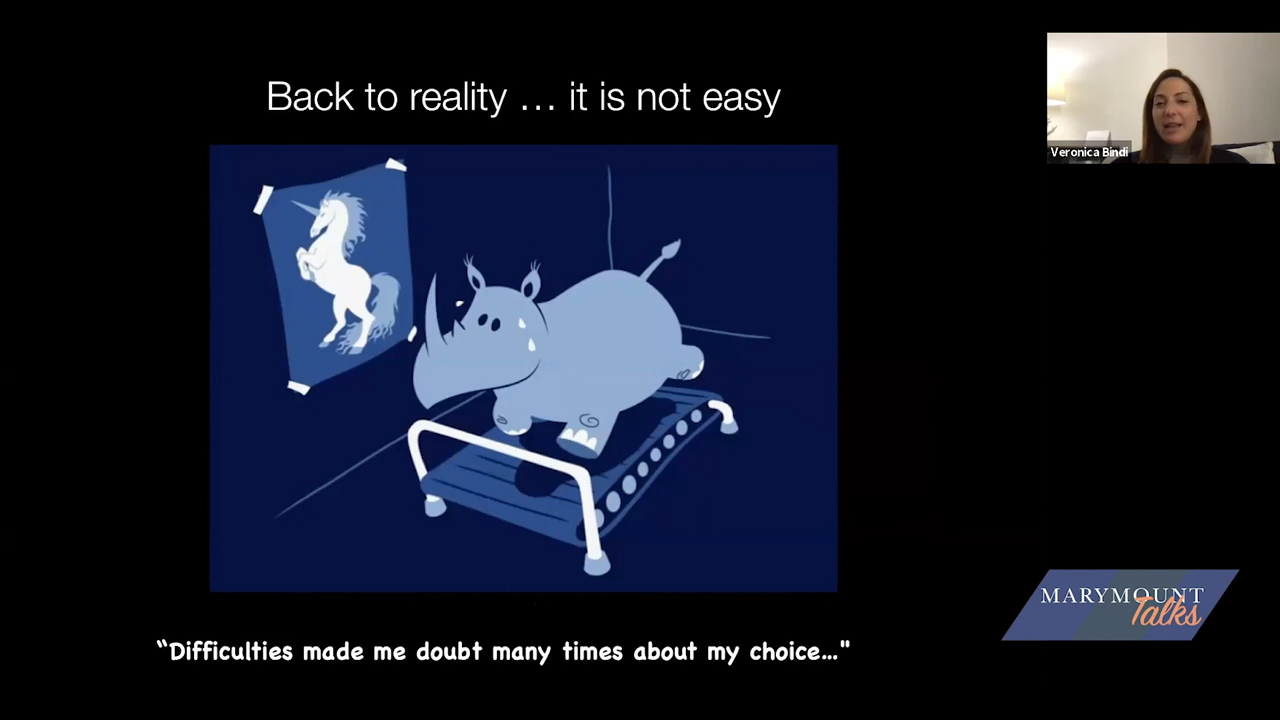 Back to reality … it is not easy
Veronica Bindi
MARYMOUNT
Talks
“Difficulties made me doubt many times about my choice..."